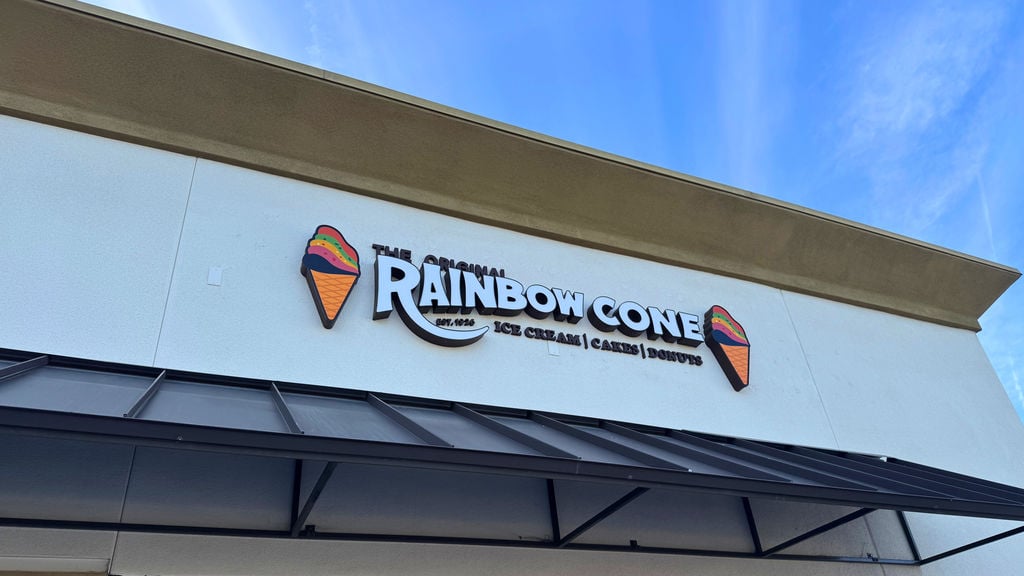 THE ORIGINAL
RAINBOW CONE
EST. 1926
ICE CREAM | CAKES | DONUTS